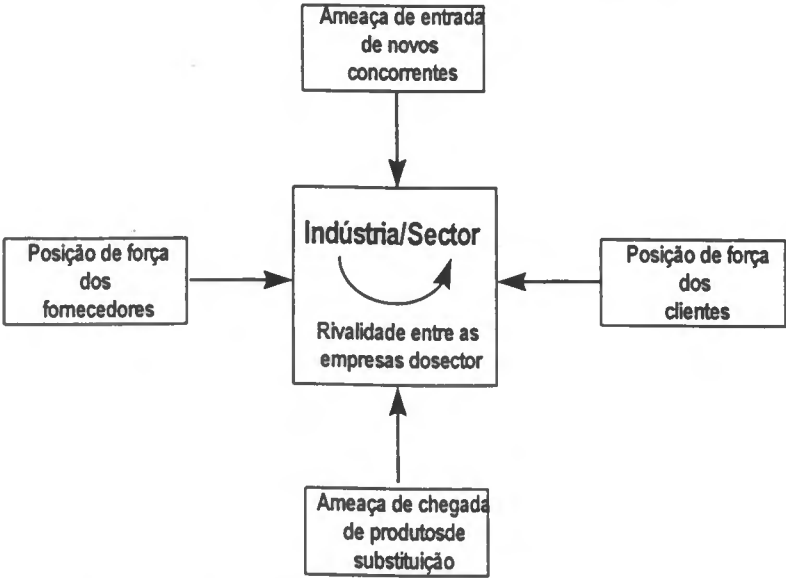 Ameaça de entrada
de novos
concorrentes
Indústria/Sector
Rivalidade entre as
empresas dosector
Posição de força
dos
fornecedores
Posição de força
dos
clientes
Ameaça de chegada
de produtosde
substituição